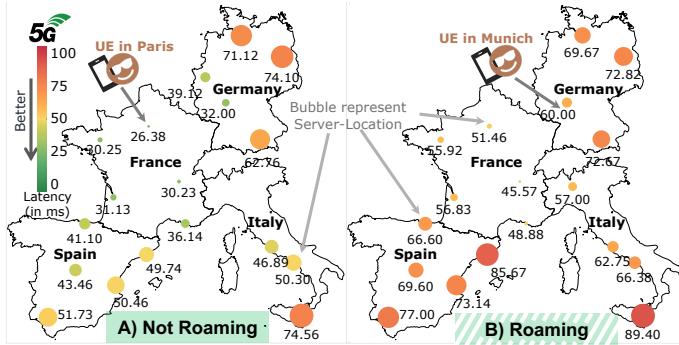 5G
100
75
50
25
0
Better
Latency
(in ms)
UE in Paris
71.12
74.10
39.12
Germany
32.00
62.76
26.38
30.25
France
30.23
31.13
36.14
41.10
Spain
49.74
43.46
50.46
51.73
Italy
46.89
50.30
74.56
A) Not Roaming
Bubble represent
Server-Location
UE in Munich
69.67
72.82
Germany
60.00
72.67
51.46
55.92
France
45.57
57.00
56.83
48.88
66.60
Spain
85.67
69.60
73.14
77.00
Italy
62.75
66.38
89.40
B) Roaming